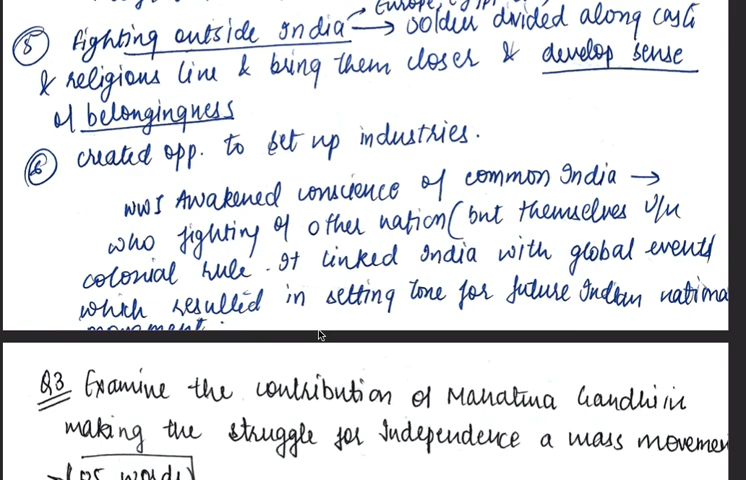 Europe,
⑤ fighting outside India → Soldier divided along caste
& religious line & bring them closer & develop sense
of belongingness
⑥ created opp. to set up industries.
WWI Awakened conscience of common India →
who fighting of other nation (but themselves u/n
colonial rule. It linked India with global events
which resulted in setting tone for future Indian nationa
movement.
Q3 Examine the contribution of Mahatma Gandhi in
making the struggle for Independence a mass movemen
words)